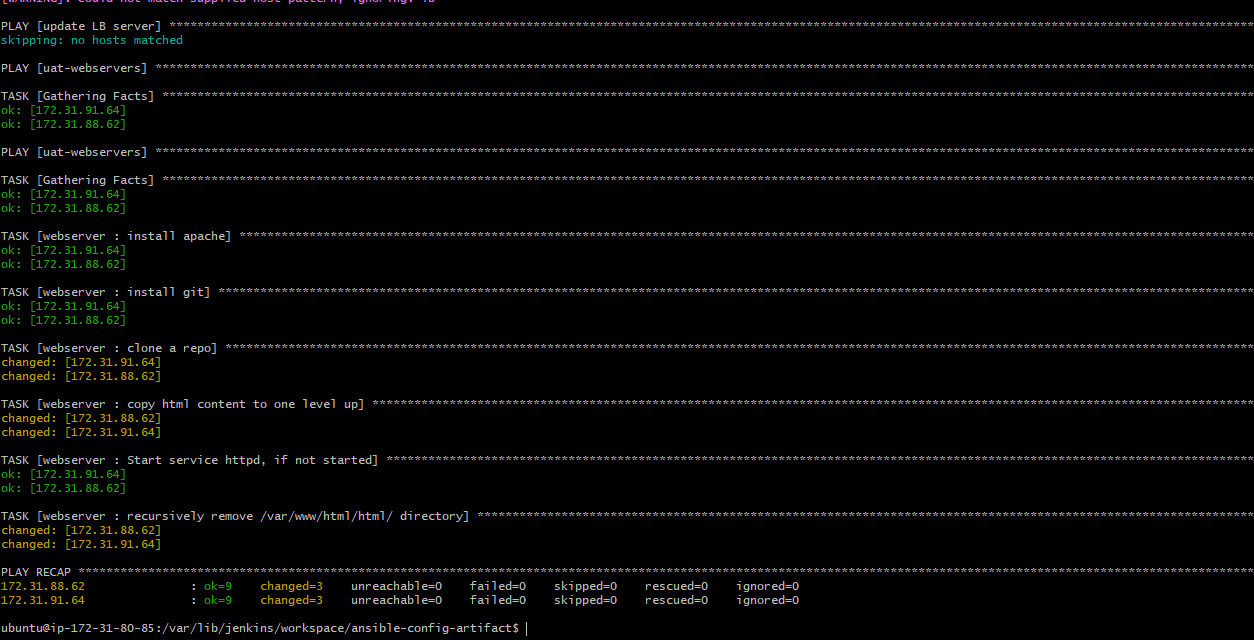 [WARNING]: Could not match supplied host pattern, ignoring: lb
PLAY [update LB server] ****************************************************************************************************************************************************************
skipping: no hosts matched
PLAY [uat-webservers] ******************************************************************************************************************************************************************
TASK [Gathering Facts] *****************************************************************************************************************************************************************
ok: [172.31.91.64]
ok: [172.31.88.62]
PLAY [uat-webservers] ******************************************************************************************************************************************************************
TASK [Gathering Facts] *****************************************************************************************************************************************************************
ok: [172.31.91.64]
ok: [172.31.88.62]
TASK [webserver : install apache] ******************************************************************************************************************************************************
ok: [172.31.91.64]
ok: [172.31.88.62]
TASK [webserver : install git] *********************************************************************************************************************************************************
ok: [172.31.91.64]
ok: [172.31.88.62]
TASK [webserver : clone a repo] ********************************************************************************************************************************************************
changed: [172.31.91.64]
changed: [172.31.88.62]
TASK [webserver : copy html content to one level up] ***********************************************************************************************************************************
changed: [172.31.88.62]
changed: [172.31.91.64]
TASK [webserver : Start service httpd, if not started] *********************************************************************************************************************************
ok: [172.31.91.64]
ok: [172.31.88.62]
TASK [webserver : recursively remove /var/www/html/html/ directory] ********************************************************************************************************************
changed: [172.31.88.62]
changed: [172.31.91.64]
PLAY RECAP *****************************************************************************************************************************************************************************
172.31.88.62               : ok=9    changed=3    unreachable=0    failed=0    skipped=0    rescued=0    ignored=0
172.31.91.64               : ok=9    changed=3    unreachable=0    failed=0    skipped=0    rescued=0    ignored=0
ubuntu@ip-172-31-80-85:/var/lib/jenkins/workspace/ansible-config-artifact$